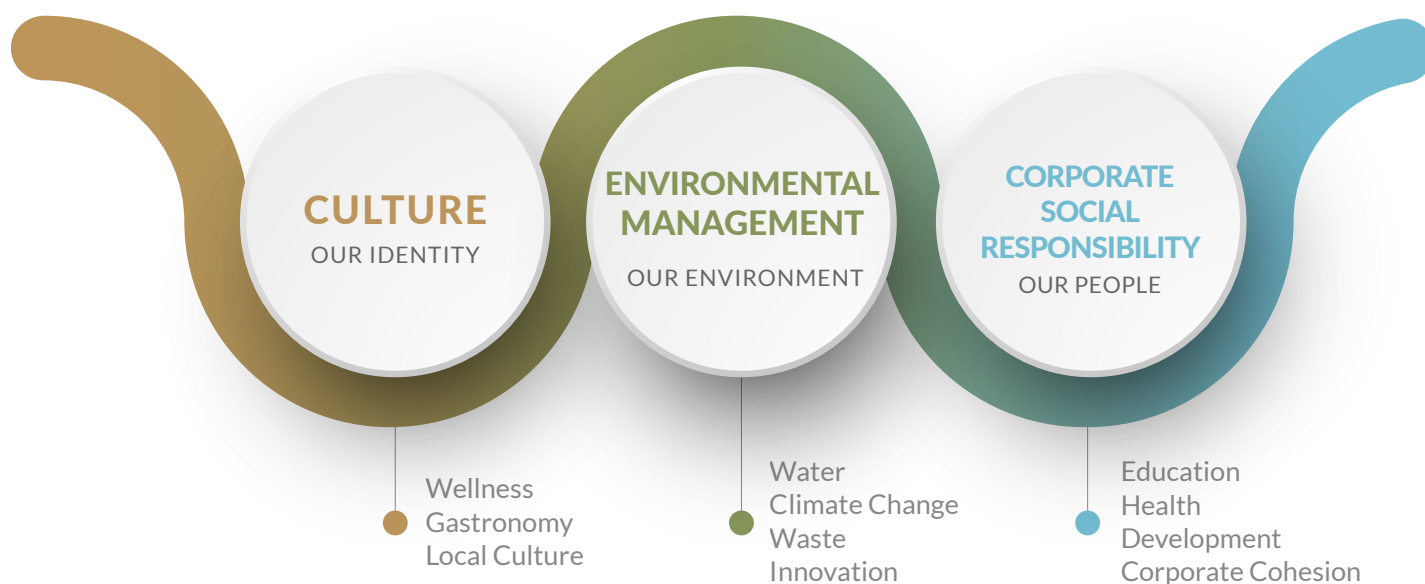 CULTURE
OUR IDENTITY
ENVIRONMENTAL
MANAGEMENT
OUR ENVIRONMENT
CORPORATE
SOCIAL
RESPONSIBILITY
OUR PEOPLE
Wellness
Gastronomy
Local Culture
Water
Climate Change
Waste
Innovation
Education
Health
Development
Corporate Cohesion